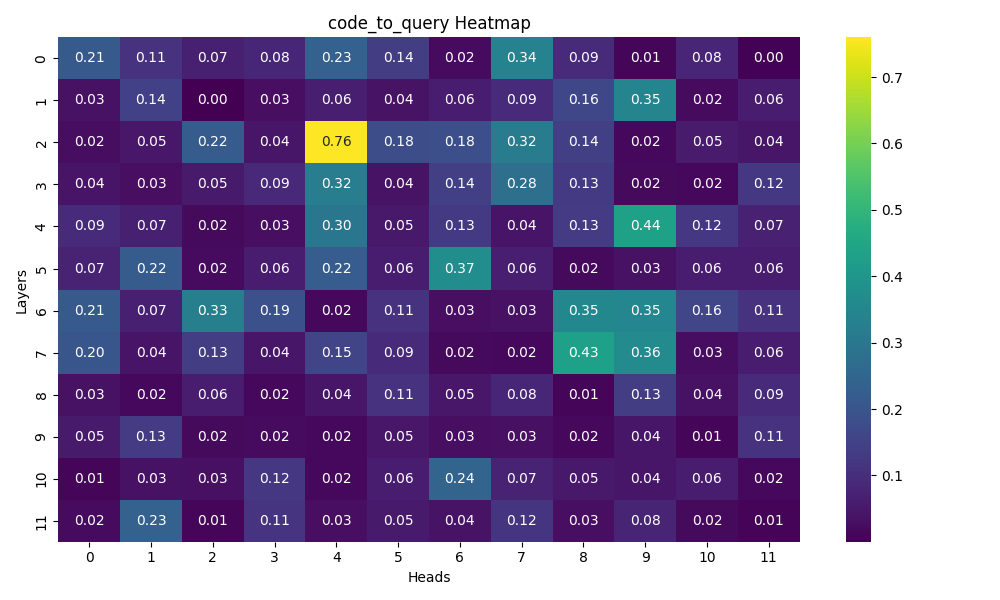 code_to_query Heatmap
0 0.21 0.11 0.07 0.08 0.23 0.14 0.02 0.34 0.09 0.01 0.08 0.00
1 0.03 0.14 0.00 0.03 0.06 0.04 0.06 0.09 0.16 0.35 0.02 0.06
2 0.02 0.05 0.22 0.04 0.76 0.18 0.18 0.32 0.14 0.02 0.05 0.04
3 0.04 0.03 0.05 0.09 0.32 0.04 0.14 0.28 0.13 0.02 0.02 0.12
4 0.09 0.07 0.02 0.03 0.30 0.05 0.13 0.04 0.13 0.44 0.12 0.07
5 0.07 0.22 0.02 0.06 0.22 0.06 0.37 0.06 0.02 0.03 0.06 0.06
6 0.21 0.07 0.33 0.19 0.02 0.11 0.03 0.03 0.35 0.35 0.16 0.11
7 0.20 0.04 0.13 0.04 0.15 0.09 0.02 0.02 0.43 0.36 0.03 0.06
8 0.03 0.02 0.06 0.02 0.04 0.11 0.05 0.08 0.01 0.13 0.04 0.09
9 0.05 0.13 0.02 0.02 0.02 0.05 0.03 0.03 0.02 0.04 0.01 0.11
10 0.01 0.03 0.03 0.12 0.02 0.06 0.24 0.07 0.05 0.04 0.06 0.02
11 0.02 0.23 0.01 0.11 0.03 0.05 0.04 0.12 0.03 0.08 0.02 0.01
0 1 2 3 4 5 6 7 8 9 10 11
Heads
Layers
0.7
0.6
0.5
0.4
0.3
0.2
0.1